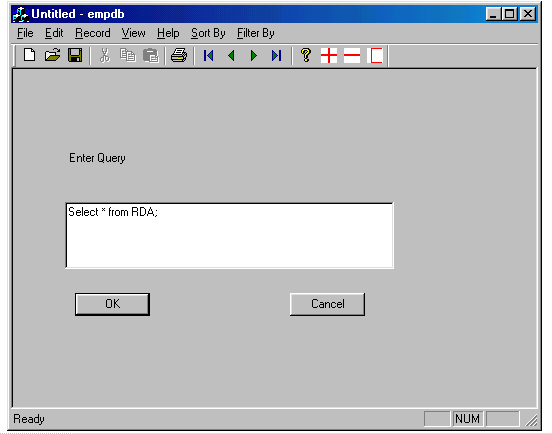 Untitled - empdb
File Edit Record View Help Sort By Filter By
Enter Query
Select * from RDA;
OK Cancel
Ready NUM